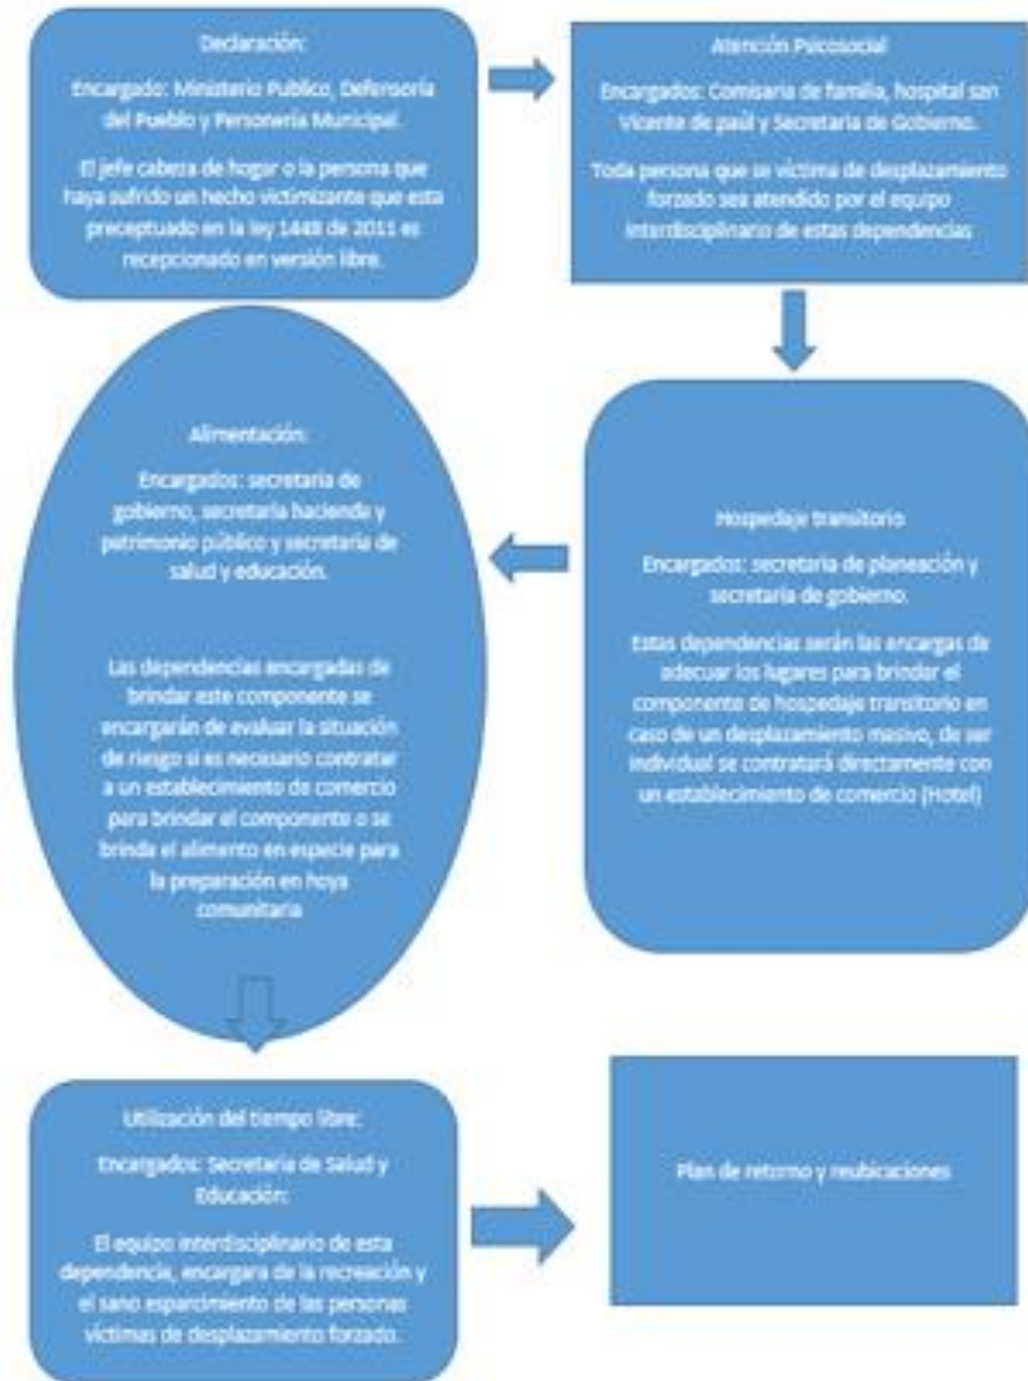 Declaración:
Encargado: Ministerio Publico, Defensoría
del Pueblo y Personería Municipal.
El jefe cabeza de hogar o la persona que
haya sufrido un hecho victimizante que esta
preceptuado en la ley 1448 de 2011 es
recepcionado en versión libre.
Atención Psicosocial
Encargados: Comisaria de familia, hospital san
Vicente de paúl y Secretaria de Gobierno.
Toda persona que se víctima de desplazamiento
forzado sea atendido por el equipo
interdisciplinario de estas dependencias
Hospedaje transitorio
Encargados: secretaria de planeación y
secretaria de gobierno.
Estas dependencias serán las encargas de
adecuar los lugares para brindar el
componente de hospedaje transitorio en
caso de un desplazamiento masivo, de ser
individual se contratará directamente con
un establecimiento de comercio (Hotel)
Alimentación:
Encargados: secretaria de
gobierno, secretaria hacienda y
patrimonio público y secretaria de
salud y educación.
Las dependencias encargadas de
brindar este componente se
encargarán de evaluar la situación
de riesgo si es necesario contratar
a un establecimiento de comercio
para brindar el componente o se
brinda el alimento en especie para
la preparación en hoya
comunitaria
Utilización del tiempo libre:
Encargados: Secretaria de Salud y
Educación:
El equipo interdisciplinario de esta
dependencia, encargara de la recreación y
el sano esparcimiento de las personas
víctimas de desplazamiento forzado.
Plan de retorno y reubicaciones